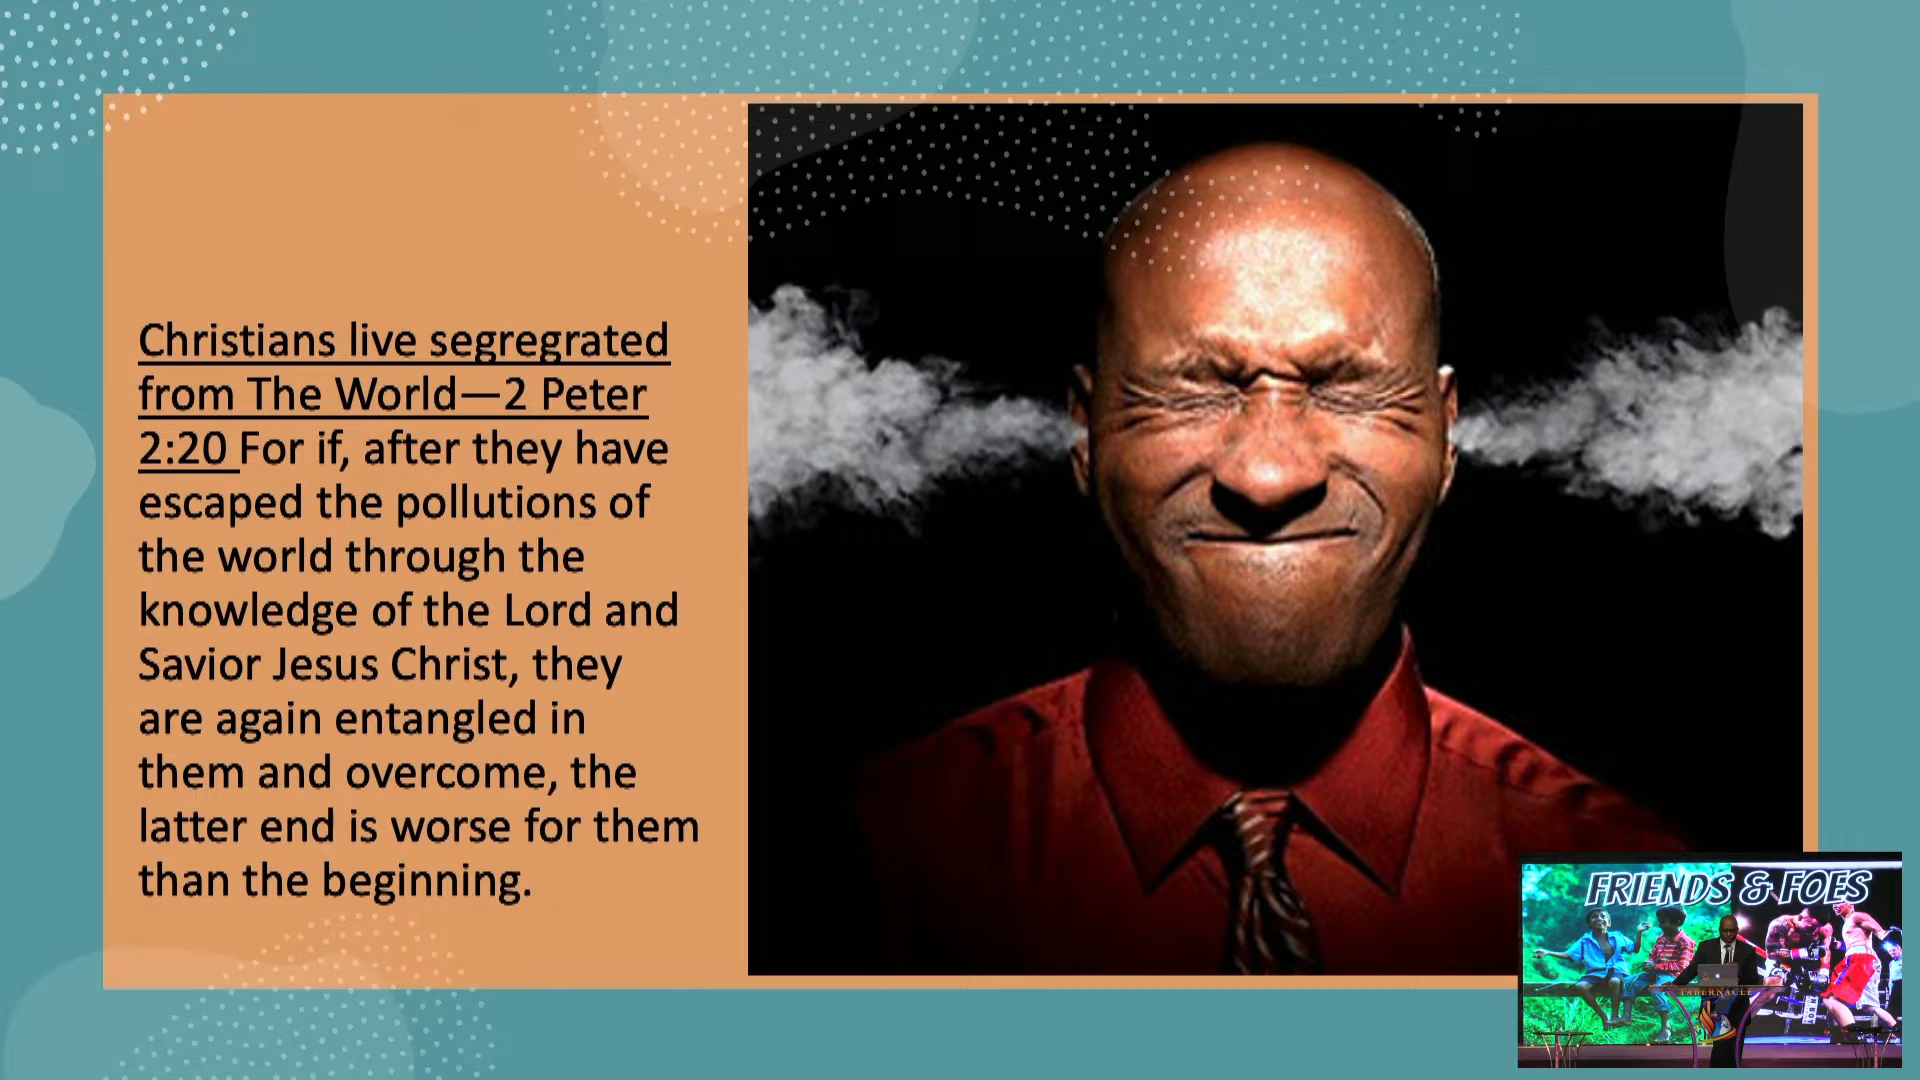 Christians live segregrated
from The World—2 Peter
2:20 For if, after they have
escaped the pollutions of
the world through the
knowledge of the Lord and
Savior Jesus Christ, they
are again entangled in
them and overcome, the
latter end is worse for them
than the beginning.
FRIENDS & FOES
TABERNACLE